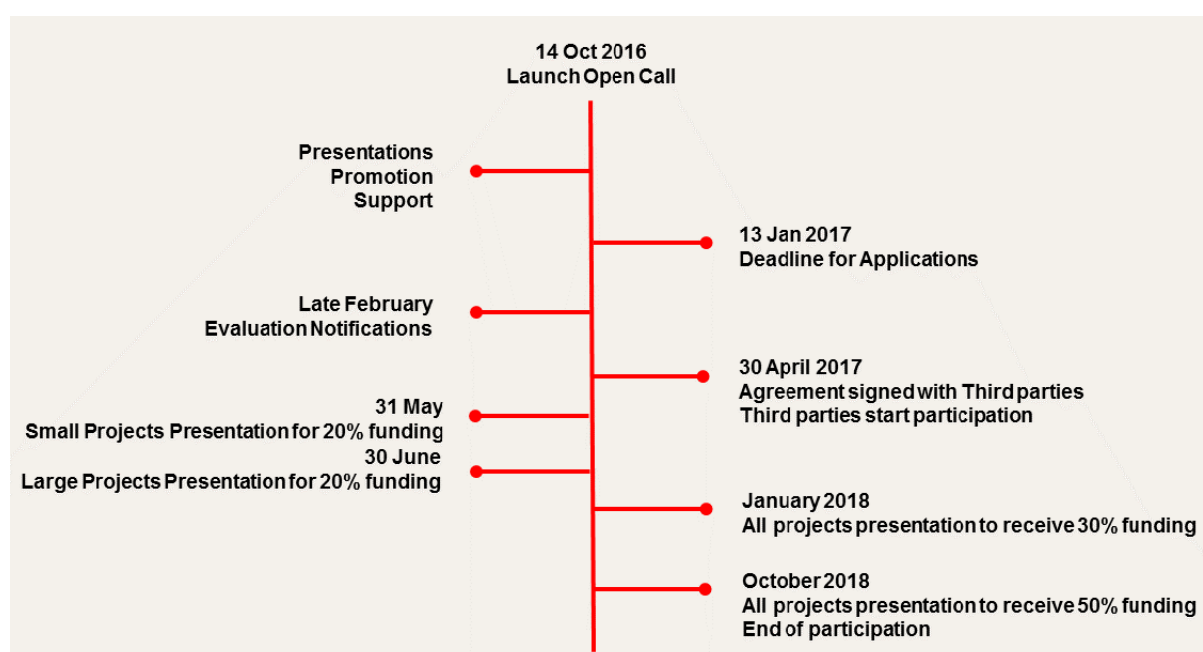 14 Oct 2016
Launch Open Call
Presentations
Promotion
Support
13 Jan 2017
Deadline for Applications
Late February
Evaluation Notifications
30 April 2017
Agreement signed with Third parties
Third parties start participation
31 May
Small Projects Presentation for 20% funding
30 June
Large Projects Presentation for 20% funding
January 2018
All projects presentation to receive 30% funding
October 2018
All projects presentation to receive 50% funding
End of participation